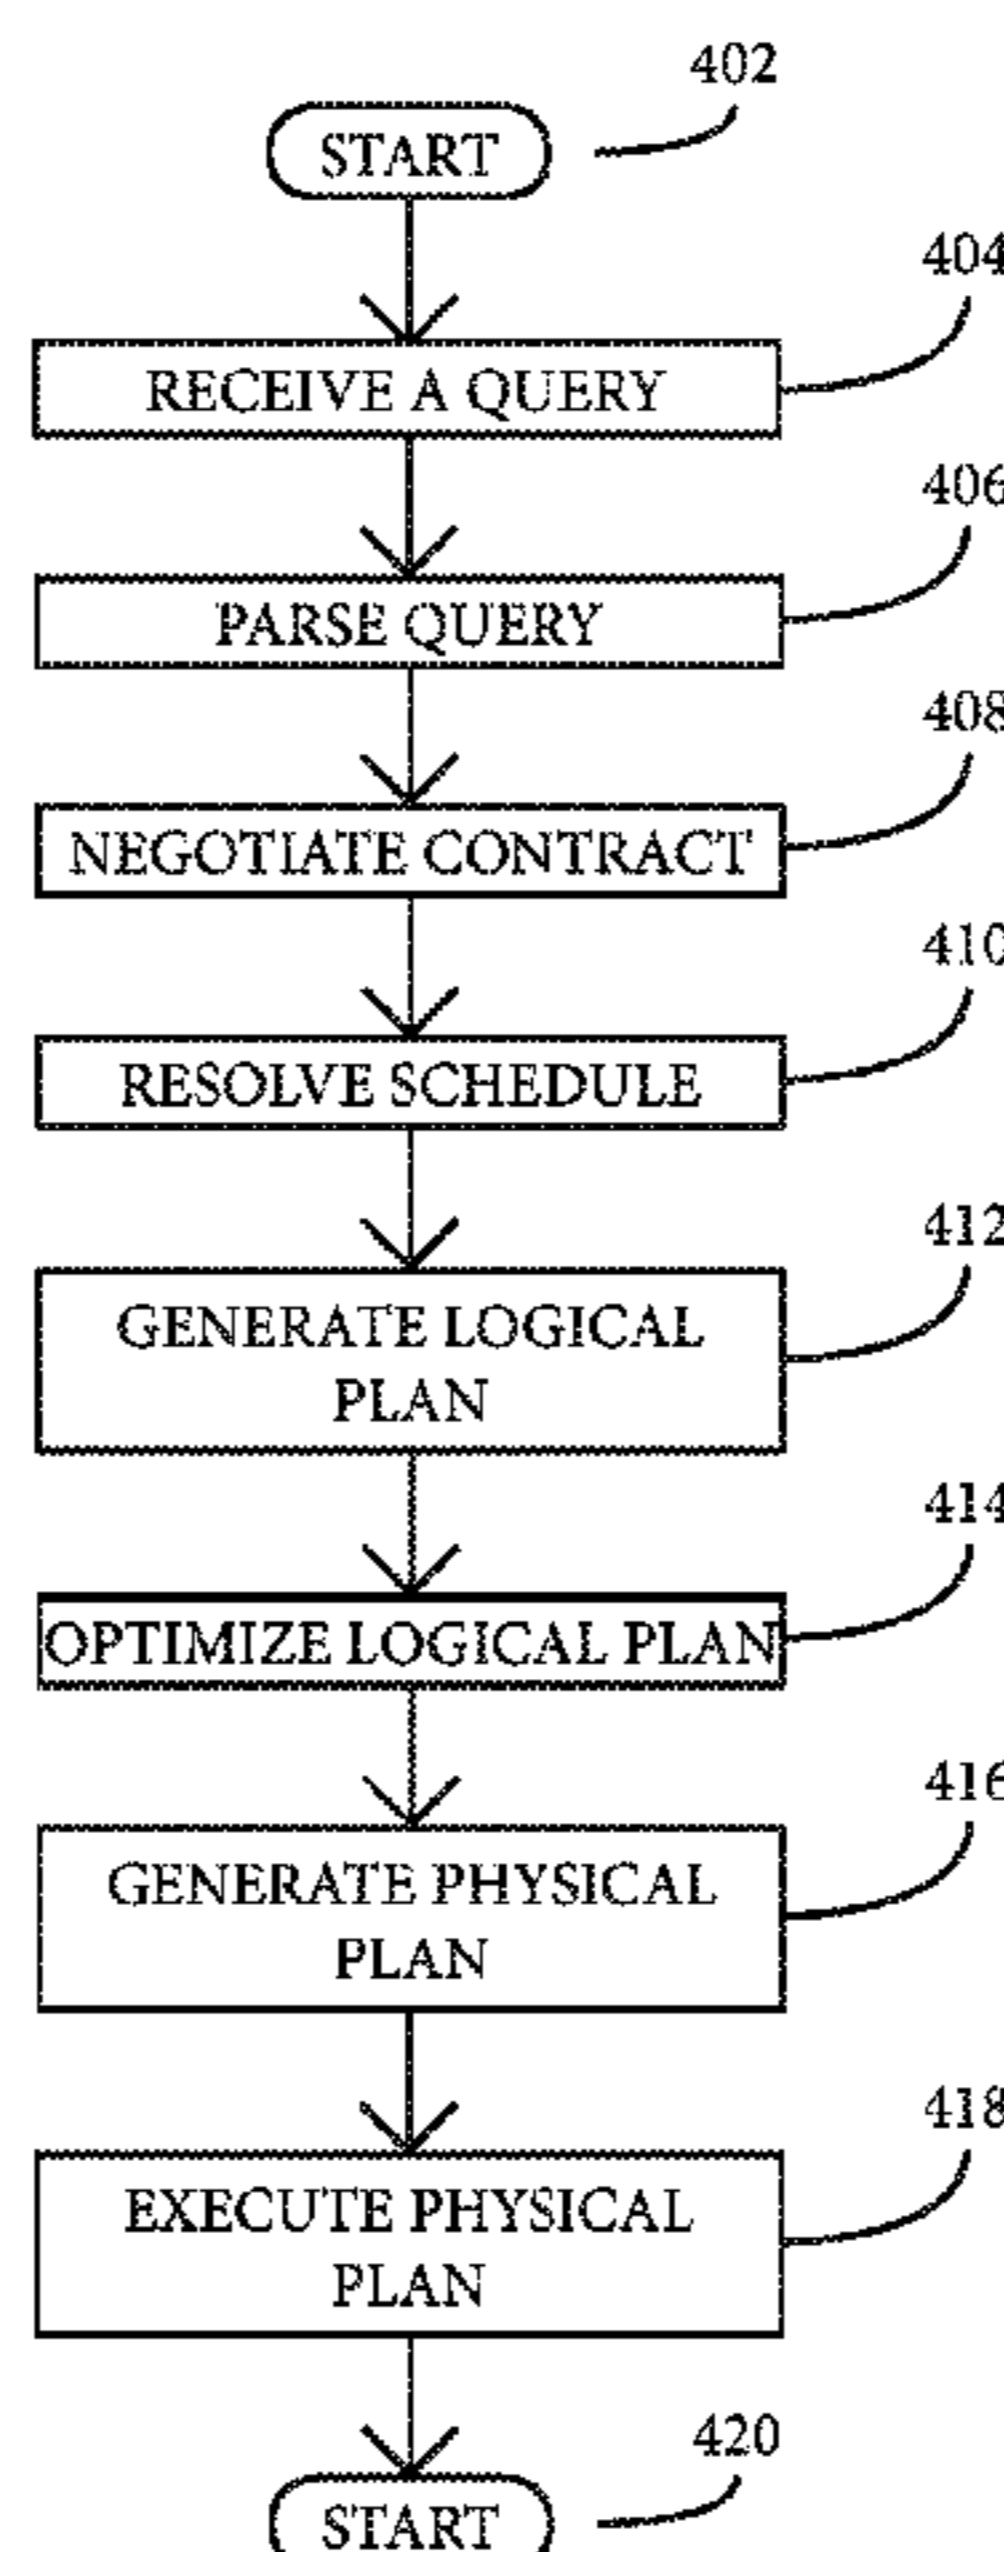 402
START
404
RECEIVE A QUERY
406
PARSE QUERY
408
NEGOTIATE CONTRACT
410
RESOLVE SCHEDULE
412
GENERATE LOGICAL
PLAN
414
OPTIMIZE LOGICAL PLAN
416
GENERATE PHYSICAL
PLAN
418
EXECUTE PHYSICAL
PLAN
420
START